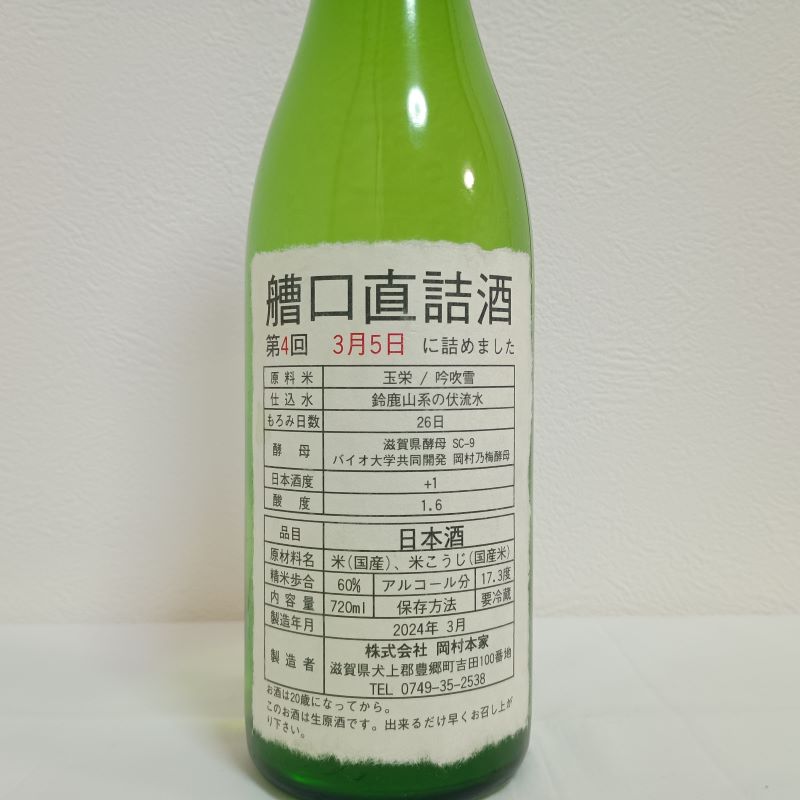 艚口直詰酒
第4回 3月5日 に詰めました
原料米 玉栄 / 吟吹雪
仕込水 鈴鹿山系の伏流水
もろみ日数 26日
酵母 滋賀県酵母 SC-9
バイオ大学共同開発 岡村乃梅酵母
日本酒度 +1
酸度 1.6
品目 日本酒
原材料名 米(国産)、米こうじ(国産米)
精米歩合 60% アルコール分 17.3度
内容量 720ml 保存方法 要冷蔵
製造年月 2024年 3月
製造者 株式会社 岡村本家
滋賀県犬上郡豊郷町吉田100番地
TEL 0749-35-2538
お酒は20歳になってから。
このお酒は生原酒です。出来るだけ早くお召し上が
り下さい。